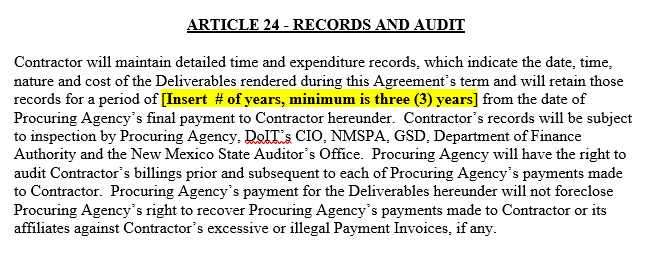 ARTICLE 24 - RECORDS AND AUDIT
Contractor will maintain detailed time and expenditure records, which indicate the date, time,
nature and cost of the Deliverables rendered during this Agreement's term and will retain those
records for a period of [Insert # of years, minimum is three (3) years] from the date of
Procuring Agency's final payment to Contractor hereunder. Contractor's records will be subject
to inspection by Procuring Agency, DoIT's CIO, NMSPA, GSD, Department of Finance
Authority and the New Mexico State Auditor's Office. Procuring Agency will have the right to
audit Contractor's billings prior and subsequent to each of Procuring Agency's payments made
to Contractor. Procuring Agency's payment for the Deliverables hereunder will not foreclose
Procuring Agency's right to recover Procuring Agency's payments made to Contractor or its
affiliates against Contractor's excessive or illegal Payment Invoices, if any.